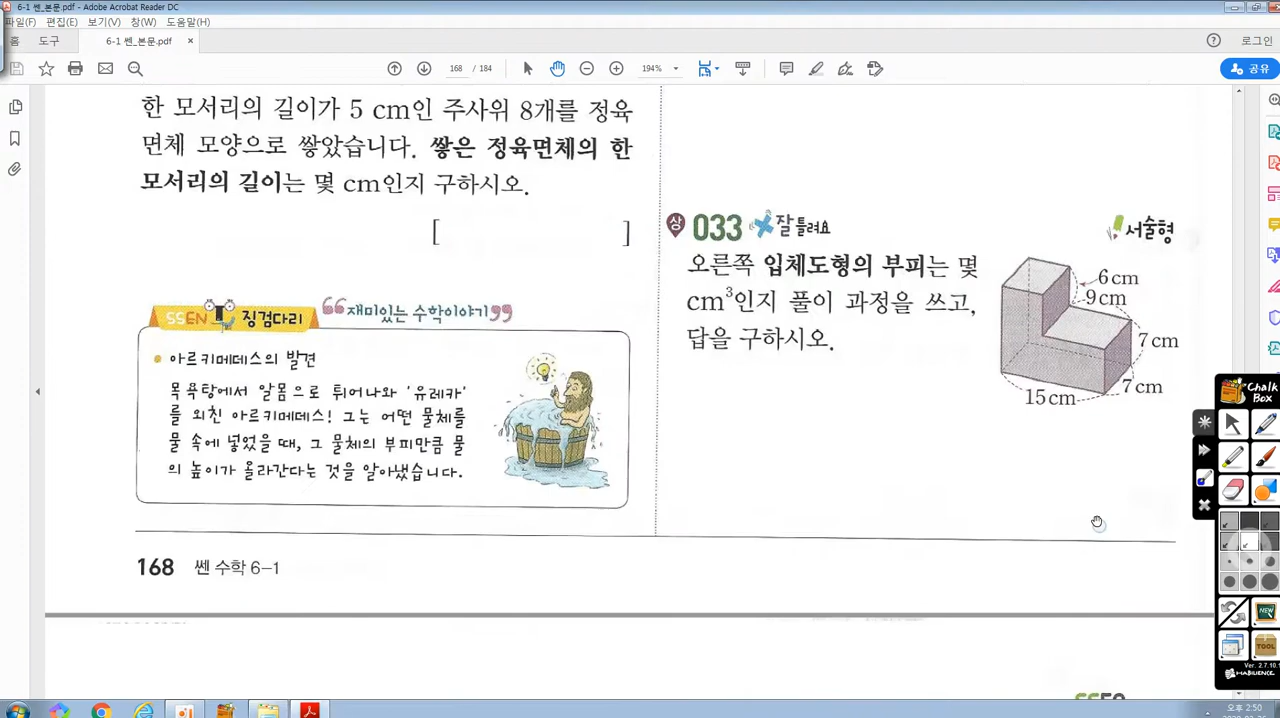 6-1 쎈_본문.pdf - Adobe Acrobat Reader DC
파일(F) 편집(E) 보기(V) 창(W) 도움말(H)
홈 도구 6-1 쎈_본문.pdf × 로그인
168 / 184 194% 공유
한 모서리의 길이가 5 cm인 주사위 8개를 정육
면체 모양으로 쌓았습니다. 쌓은 정육면체의 한
모서리의 길이는 몇 cm인지 구하시오.
[ ]
SSEN 징검다리 “재미있는 수학이야기”
아르키메데스의 발견
목욕탕에서 알몸으로 튀어나와 ‘유레카’
를 외친 아르키메데스! 그는 어떤 물체를
물 속에 넣었을 때, 그 물체의 부피만큼 물
의 높이가 올라간다는 것을 알아냈습니다.
168 쎈 수학 6-1
상 033 잘 틀려요 서술형
오른쪽 입체도형의 부피는 몇
cm³인지 풀이 과정을 쓰고,
답을 구하시오.
6 cm
9 cm
7 cm
7 cm
15 cm
Chalk
Box
NEW
TOOL
Ver. 2.7.10.1
오후 2:50